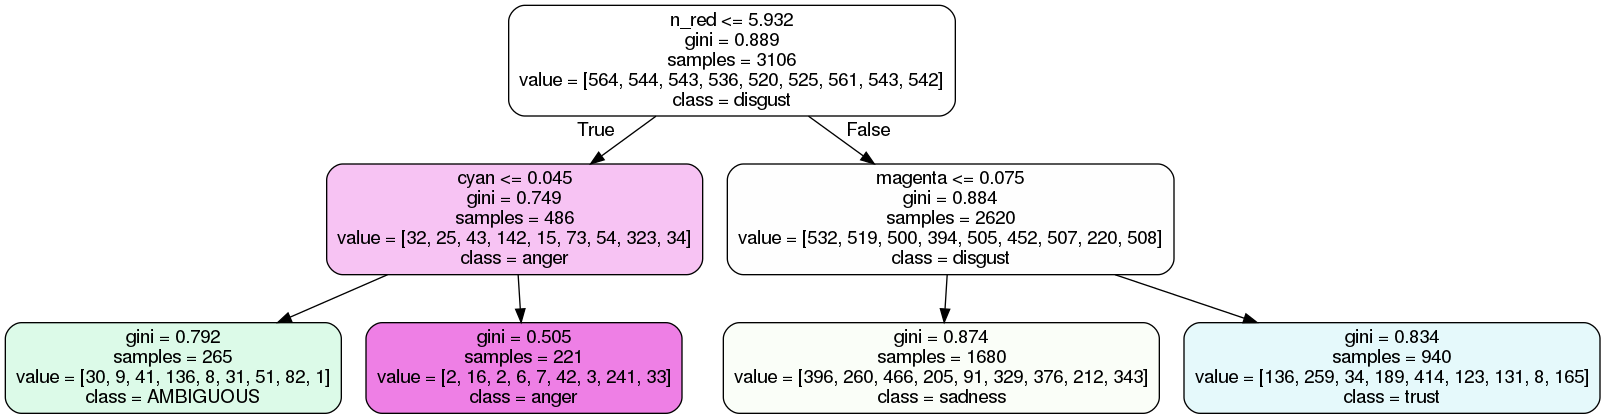 n_red <= 5.932
gini = 0.889
samples = 3106
value = [564, 544, 543, 536, 520, 525, 561, 543, 542]
class = disgust
True
False
cyan <= 0.045
gini = 0.749
samples = 486
value = [32, 25, 43, 142, 15, 73, 54, 323, 34]
class = anger
magenta <= 0.075
gini = 0.884
samples = 2620
value = [532, 519, 500, 394, 505, 452, 507, 220, 508]
class = disgust
gini = 0.792
samples = 265
value = [30, 9, 41, 136, 8, 31, 51, 82, 1]
class = AMBIGUOUS
gini = 0.505
samples = 221
value = [2, 16, 2, 6, 7, 42, 3, 241, 33]
class = anger
gini = 0.874
samples = 1680
value = [396, 260, 466, 205, 91, 329, 376, 212, 343]
class = sadness
gini = 0.834
samples = 940
value = [136, 259, 34, 189, 414, 123, 131, 8, 165]
class = trust